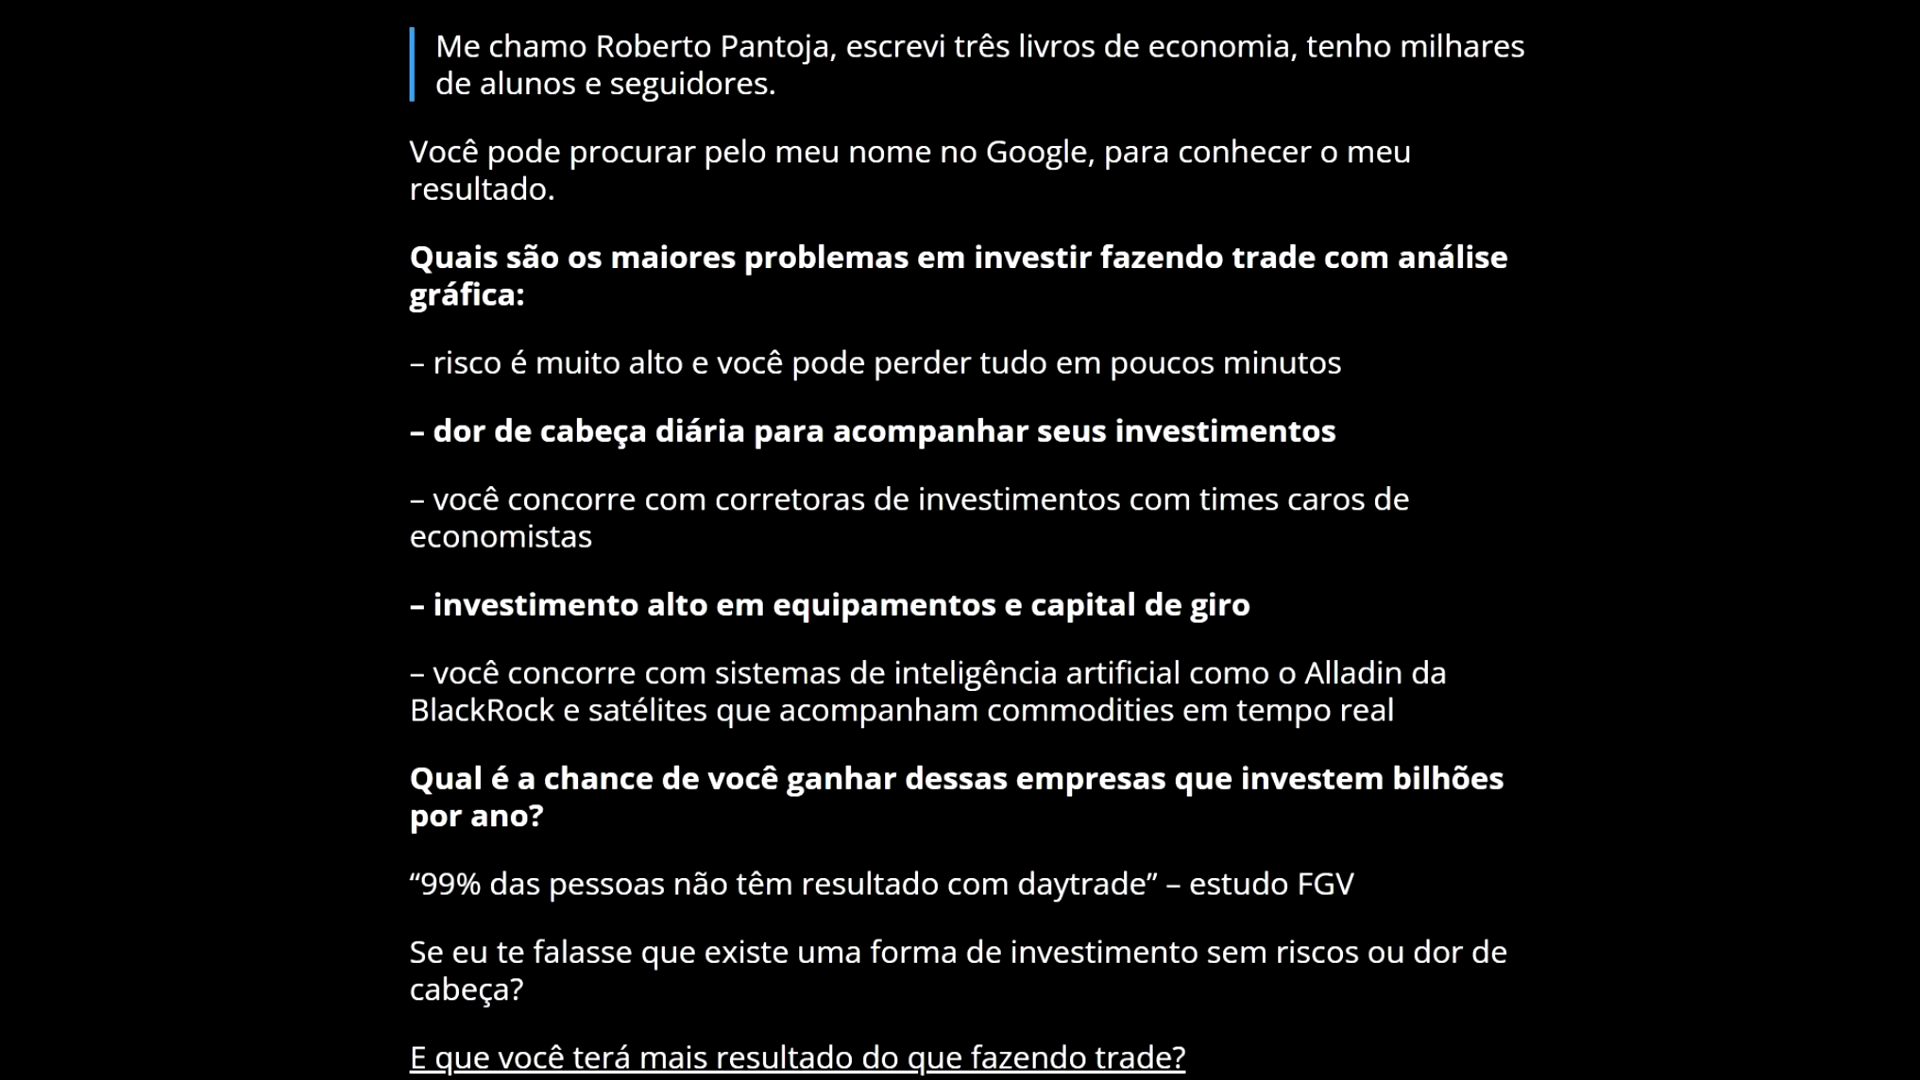 Me chamo Roberto Pantoja, escrevi três livros de economia, tenho milhares
de alunos e seguidores.
Você pode procurar pelo meu nome no Google, para conhecer o meu
resultado.
Quais são os maiores problemas em investir fazendo trade com análise
gráfica:
– risco é muito alto e você pode perder tudo em poucos minutos
– dor de cabeça diária para acompanhar seus investimentos
– você concorre com corretoras de investimentos com times caros de
economistas
– investimento alto em equipamentos e capital de giro
– você concorre com sistemas de inteligência artificial como o Alladin da
BlackRock e satélites que acompanham commodities em tempo real
Qual é a chance de você ganhar dessas empresas que investem bilhões
por ano?
“99% das pessoas não têm resultado com daytrade” – estudo FGV
Se eu te falasse que existe uma forma de investimento sem riscos ou dor de
cabeça?
E que você terá mais resultado do que fazendo trade?